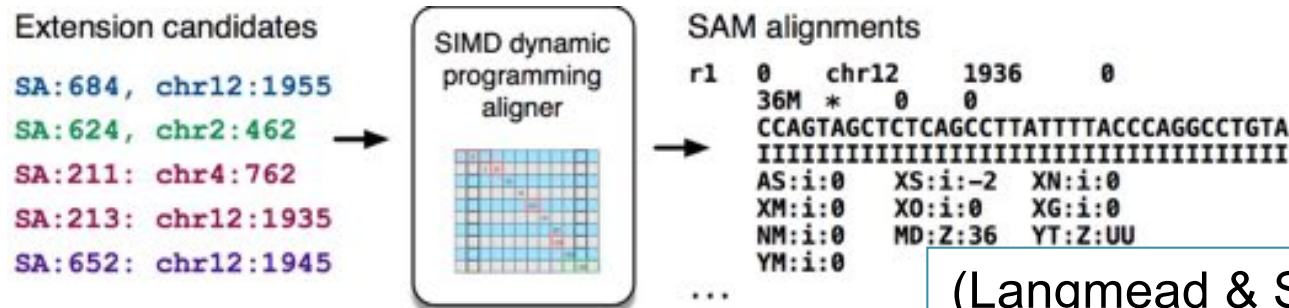 Extension candidates
SA:684, chr12:1955
SA:624, chr2:462
SA:211: chr4:762
SA:213: chr12:1935
SA:652: chr12:1945
SIMD dynamic
programming
aligner
SAM alignments
r1 0 chr12 1936 0
36M * 0 0
CCAGTAGCTCTCAGCCTTATTTTACCCAGGCCTGTA
IIIIIIIIIIIIIIIIIIIIIIIIIIIIIIIIIIII
AS:i:0 XS:i:-2 XN:i:0
XM:i:0 XO:i:0 XG:i:0
NM:i:0 MD:Z:36 YT:Z:UU
YM:i:0
...
(Langmead & S